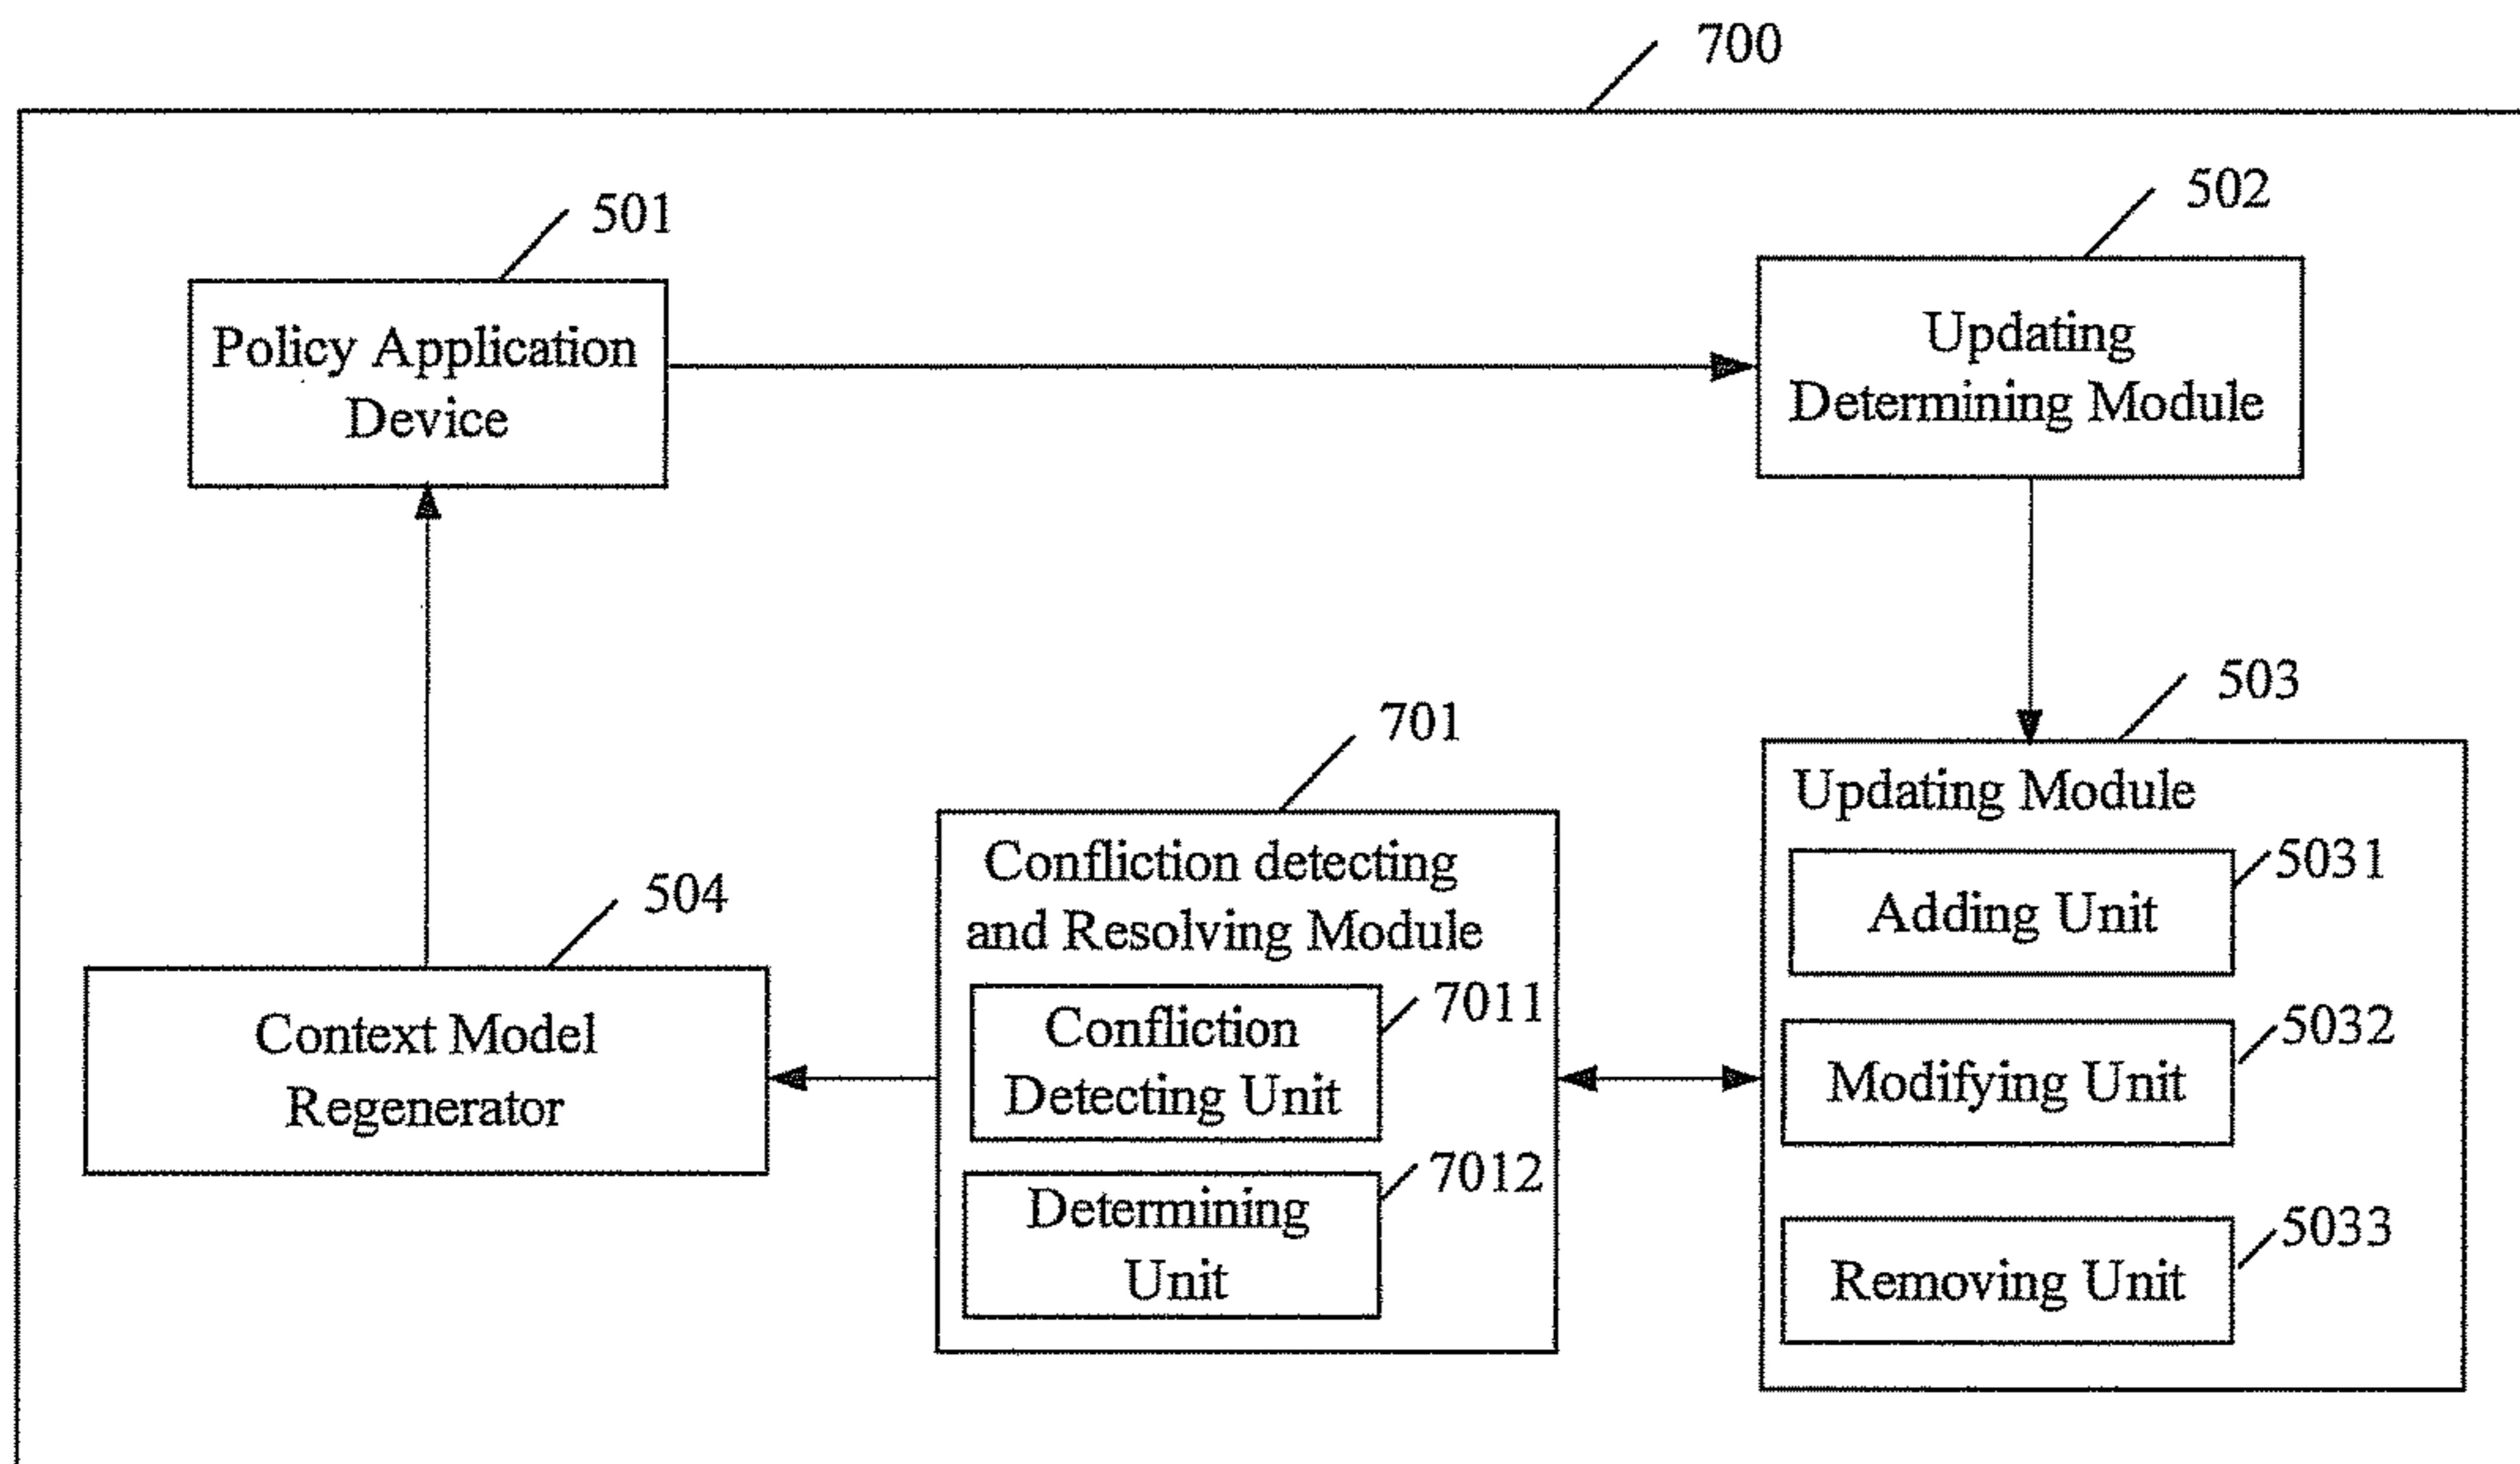 700
501
502
Policy Application
Device
Updating
Determining Module
503
701
Updating Module
Confliction detecting
and Resolving Module
5031
Adding Unit
504
Context Model
Regenerator
7011
Confliction
Detecting Unit
5032
Modifying Unit
7012
Determining
Unit
5033
Removing Unit